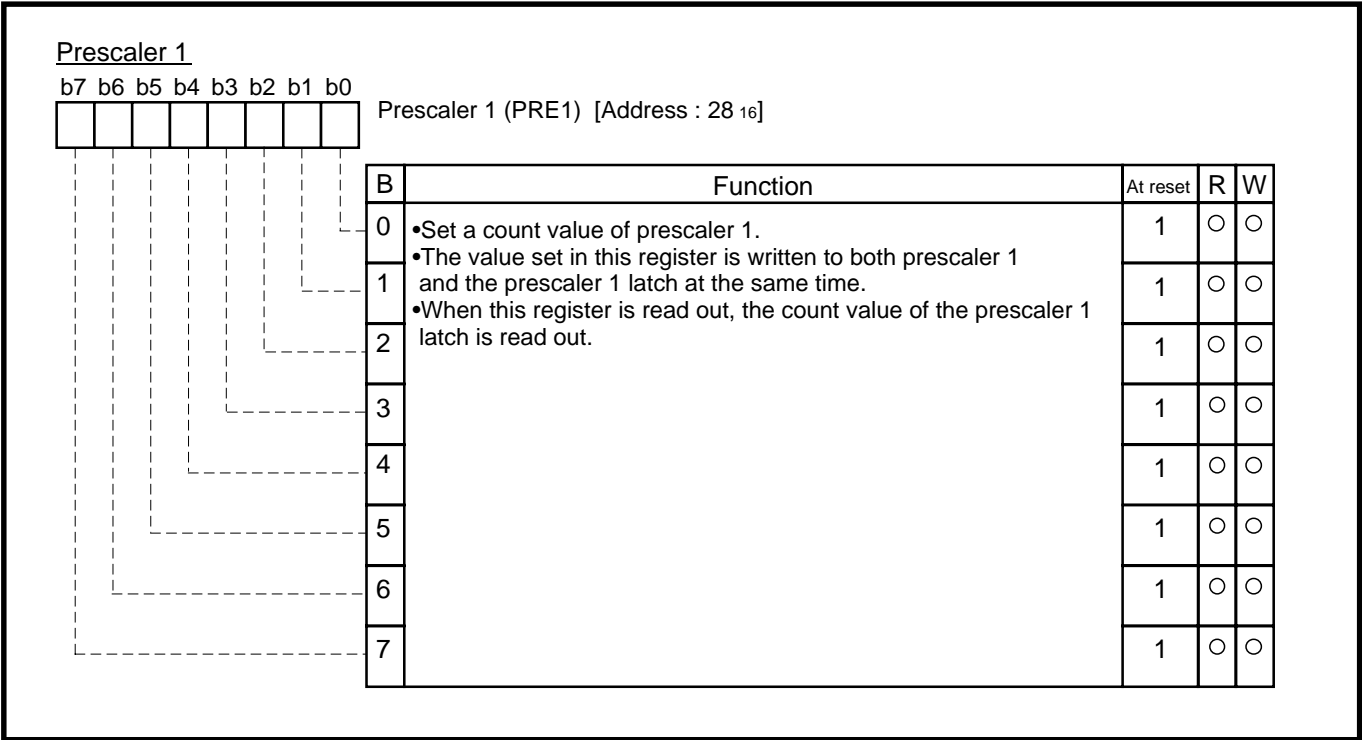 Prescaler 1
b7 b6 b5 b4 b3 b2 b1 b0
Prescaler 1 (PRE1) [Address : 28 16]
B Function At reset R W
0 •Set a count value of prescaler 1. 1 ○ ○
•The value set in this register is written to both prescaler 1
1 and the prescaler 1 latch at the same time. 1 ○ ○
•When this register is read out, the count value of the prescaler 1
2 latch is read out. 1 ○ ○
3 1 ○ ○
4 1 ○ ○
5 1 ○ ○
6 1 ○ ○
7 1 ○ ○